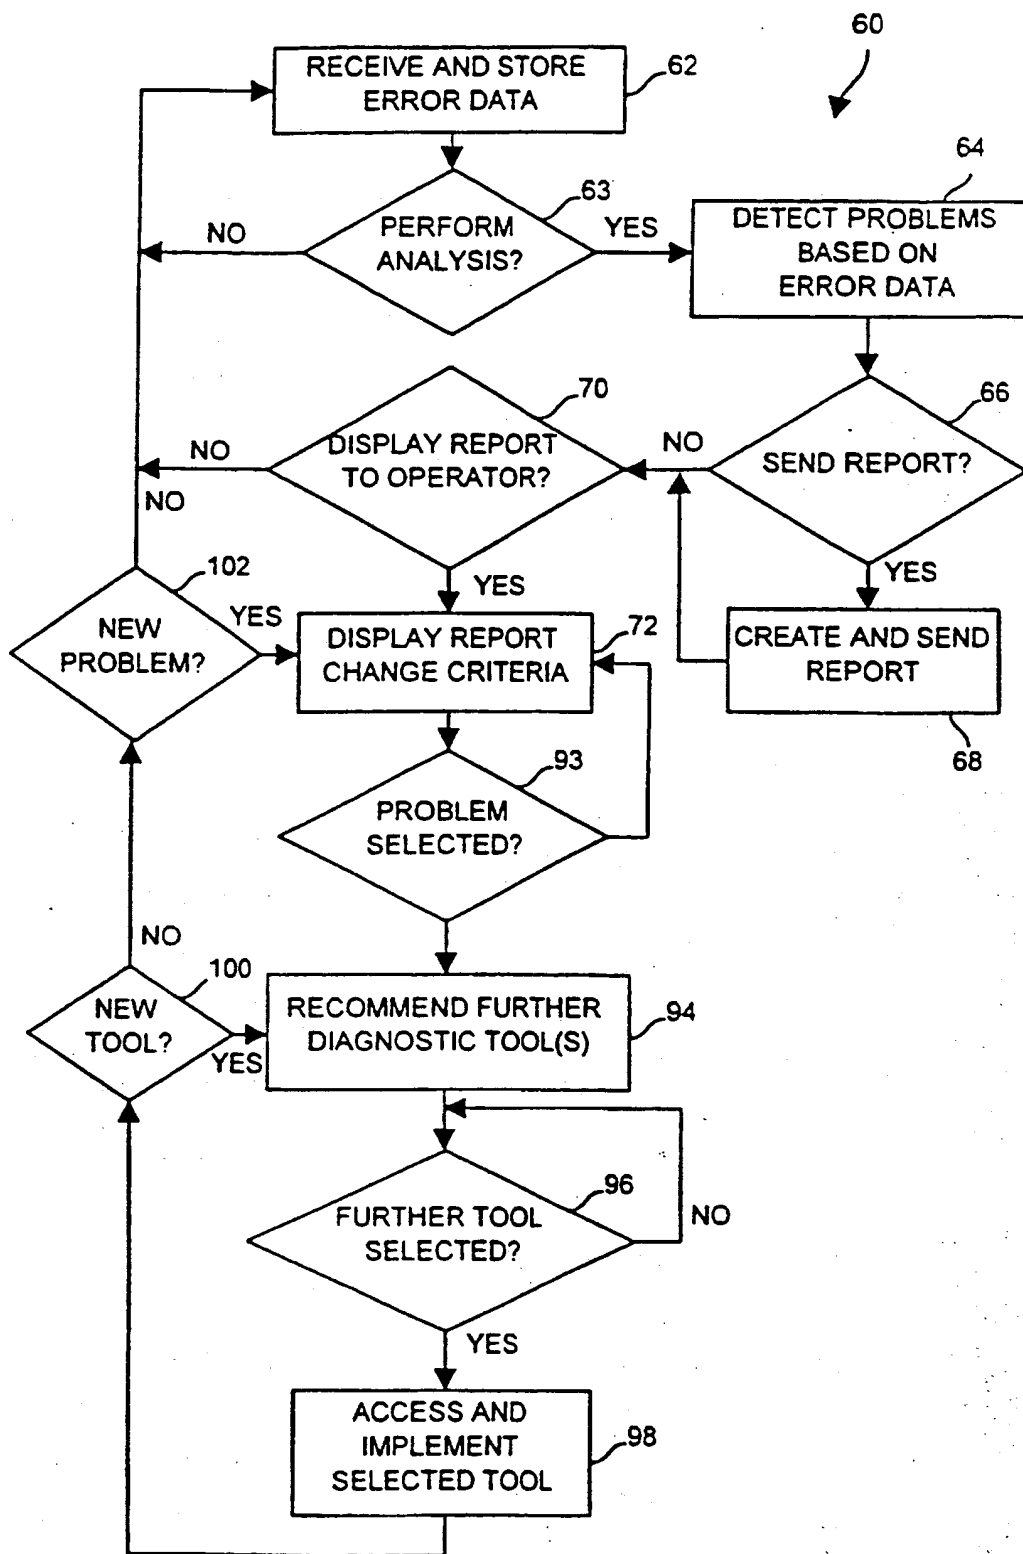 60
RECEIVE AND STORE
ERROR DATA
62
63
PERFORM
ANALYSIS?
NO
YES
64
DETECT PROBLEMS
BASED ON
ERROR DATA
66
SEND REPORT?
NO
YES
CREATE AND SEND
REPORT
68
70
DISPLAY REPORT
TO OPERATOR?
NO
YES
NO
102
NEW
PROBLEM?
YES
DISPLAY REPORT
CHANGE CRITERIA
72
93
PROBLEM
SELECTED?
NO
100
NEW
TOOL?
YES
RECOMMEND FURTHER
DIAGNOSTIC TOOL(S)
94
96
FURTHER TOOL
SELECTED?
NO
YES
ACCESS AND
IMPLEMENT
SELECTED TOOL
98